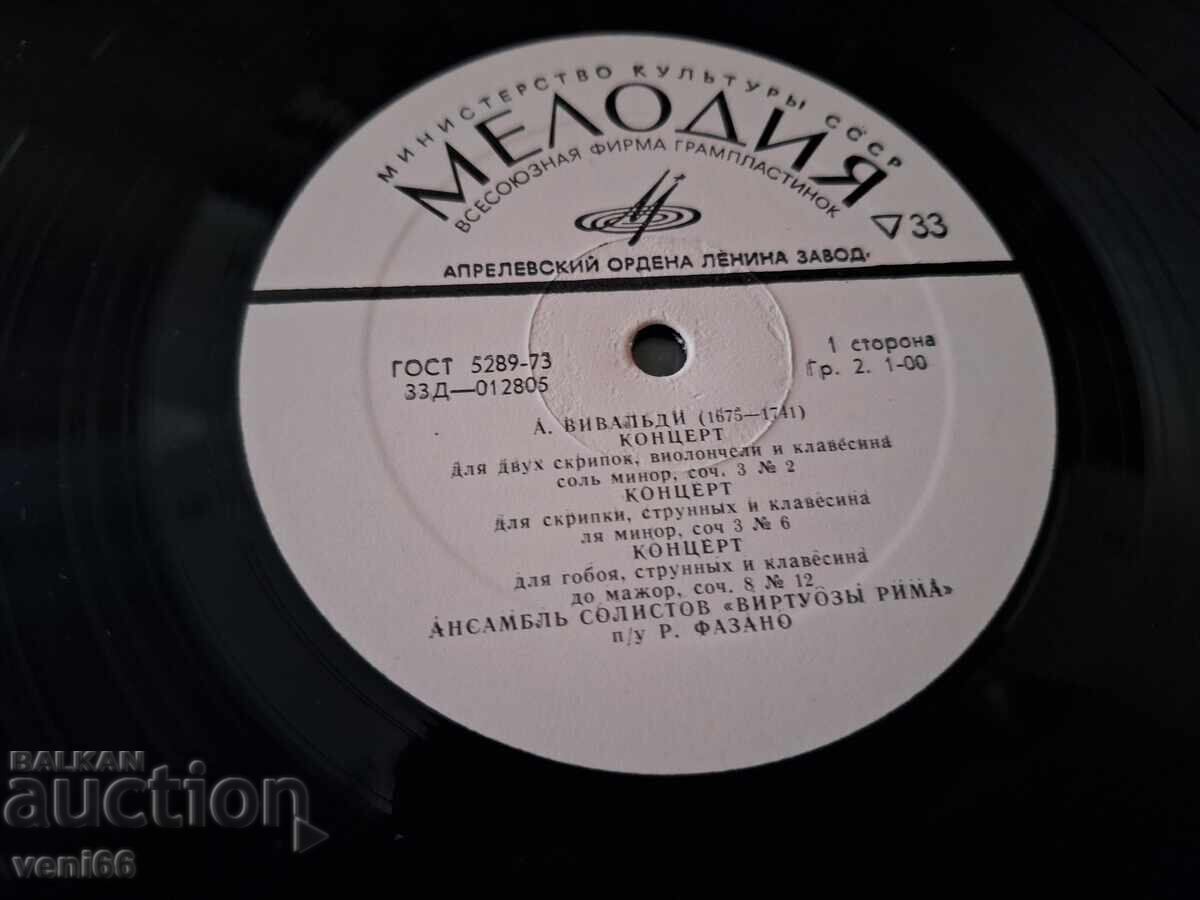 МИНИСТЕРСТВО КУЛЬТУРЫ СССР
МЕЛОДИЯ
ВСЕСОЮЗНАЯ ФИРМА ГРАМПЛАСТИНОК
▽33
АПРЕЛЕВСКИЙ ОРДЕНА ЛЕНИНА ЗАВОД
ГОСТ 5289-73
33Д—012805
1 сторона
Гр. 2. 1-00
А. ВИВАЛЬДИ (1675—1741)
КОНЦЕРТ
для двух скрипок, виолончели и клавесина
соль минор, соч. 3 № 2
КОНЦЕРТ
для скрипки, струнных и клавесина
ля минор, соч 3 № 6
КОНЦЕРТ
для гобоя, струнных и клавесина
до мажор, соч. 8 № 12
АНСАМБЛЬ СОЛИСТОВ «ВИРТУОЗЫ РИМА»
п/у Р. ФАЗАНО
BALKAN
auction
veni66